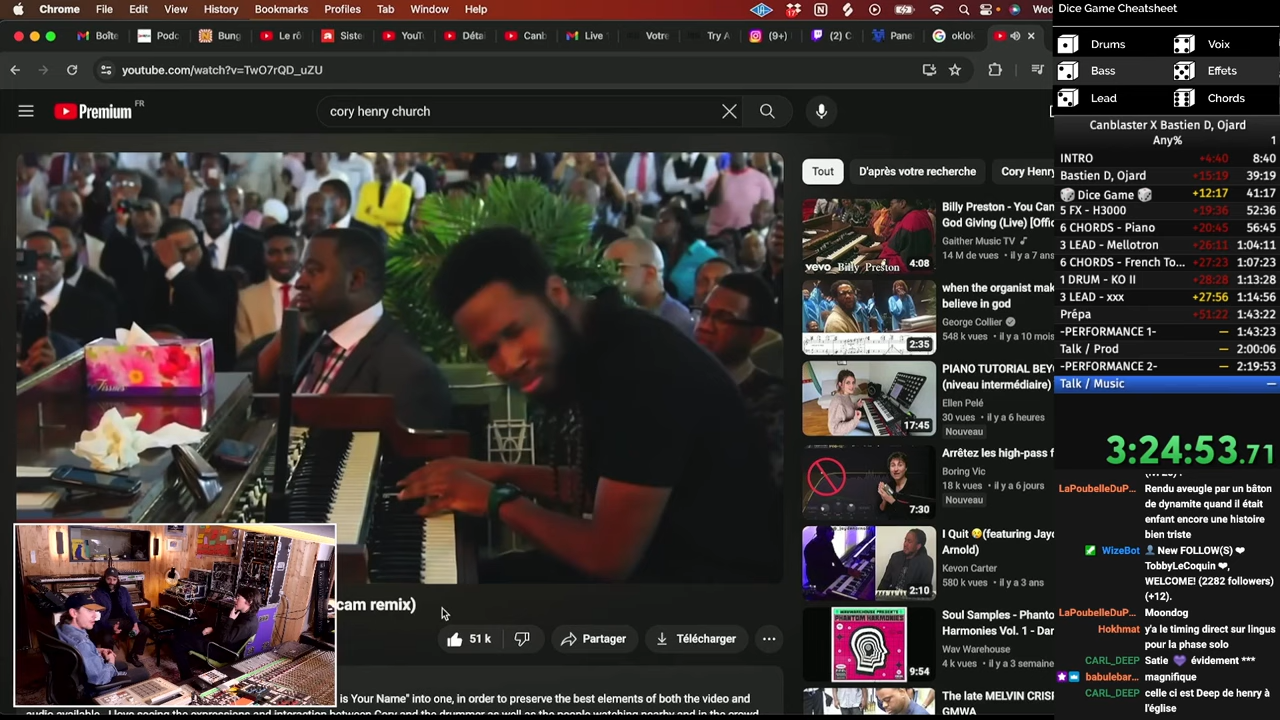 Chrome File Edit View History Bookmarks Profiles Tab Window Help Wed
Boîte Podc Bung Le rô Siste YouT Détai Canb Live Votre Try A (9+) (2) C Pane oklok
youtube.com/watch?v=TwO7rQD_uZU
Premium FR
cory henry church
Tout D'après votre recherche Cory Henry
Billy Preston - You Can
God Giving (Live) [Offic
Gaither Music TV
14 M de vues • il y a 7 ans
vevo Billy Preston
4:08
when the organist mak
believe in god
George Collier
548 k vues • il y a 10 mois
2:35
PIANO TUTORIAL BEY
(niveau intermédiaire)
Ellen Pelé
30 vues • il y a 6 heures
Nouveau
17:45
Arrêtez les high-pass f
Boring Vic
18 k vues • il y a 6 jours
Nouveau
7:30
I Quit 😢(featuring Jayd
Arnold)
Kevon Carter
580 k vues • il y a 3 ans
2:10
Soul Samples - Phanto
Harmonies Vol. 1 - Dar
Wav Warehouse
4 k vues • il y a 3 semaine
PHANTOM HARMONIES
9:54
The late MELVIN CRISP
GMWA
cam remix)
51 k Partager Télécharger
is Your Name" into one, in order to preserve the best elements of both the video and
Dice Game Cheatsheet
Drums Voix
Bass Effets
Lead Chords
Canblaster X Bastien D, Ojard
Any% 1
INTRO +4:40 8:40
Bastien D, Ojard +15:19 39:19
🎲 Dice Game 🎲 +12:17 41:17
5 FX - H3000 +19:36 52:36
6 CHORDS - Piano +20:45 56:45
3 LEAD - Mellotron +26:11 1:04:11
6 CHORDS - French To... +27:23 1:07:23
1 DRUM - KO II +28:28 1:13:28
3 LEAD - xxx +27:56 1:14:56
Prépa +51:22 1:43:22
-PERFORMANCE 1- — 1:43:23
Talk / Prod — 2:00:06
-PERFORMANCE 2- — 2:19:53
Talk / Music —
3:24:53.71
LaPoubelleDuP... Rendu aveugle par un bâton
de dynamite quand il était
enfant encore une histoire
bien triste
WizeBot 👤 New FOLLOW(S) ❤
TobbyLeCoquin ❤,
WELCOME! (2282 followers)
(+12).
LaPoubelleDuP... Moondog
Hokhmat y'a le timing direct sur lingus
pour la phase solo
CARL_DEEP Satie 💜 évidement ***
babulebar... magnifique
CARL_DEEP celle ci est Deep de henry à
l'église